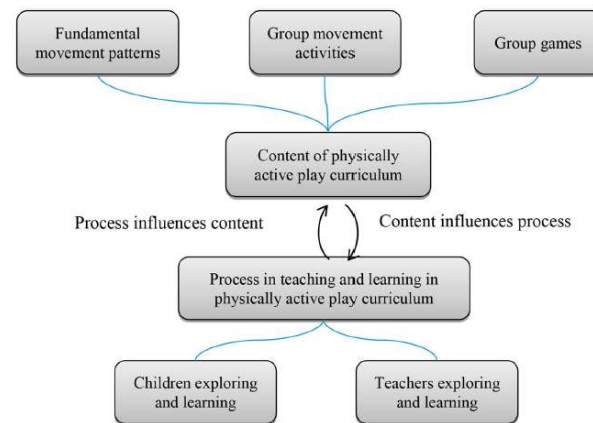 Fundamental
movement patterns
Group movement
activities
Group games
Content of physically
active play curriculum
Process influences content
Content influences process
Process in teaching and learning in
physically active play curriculum
Children exploring
and learning
Teachers exploring
and learning